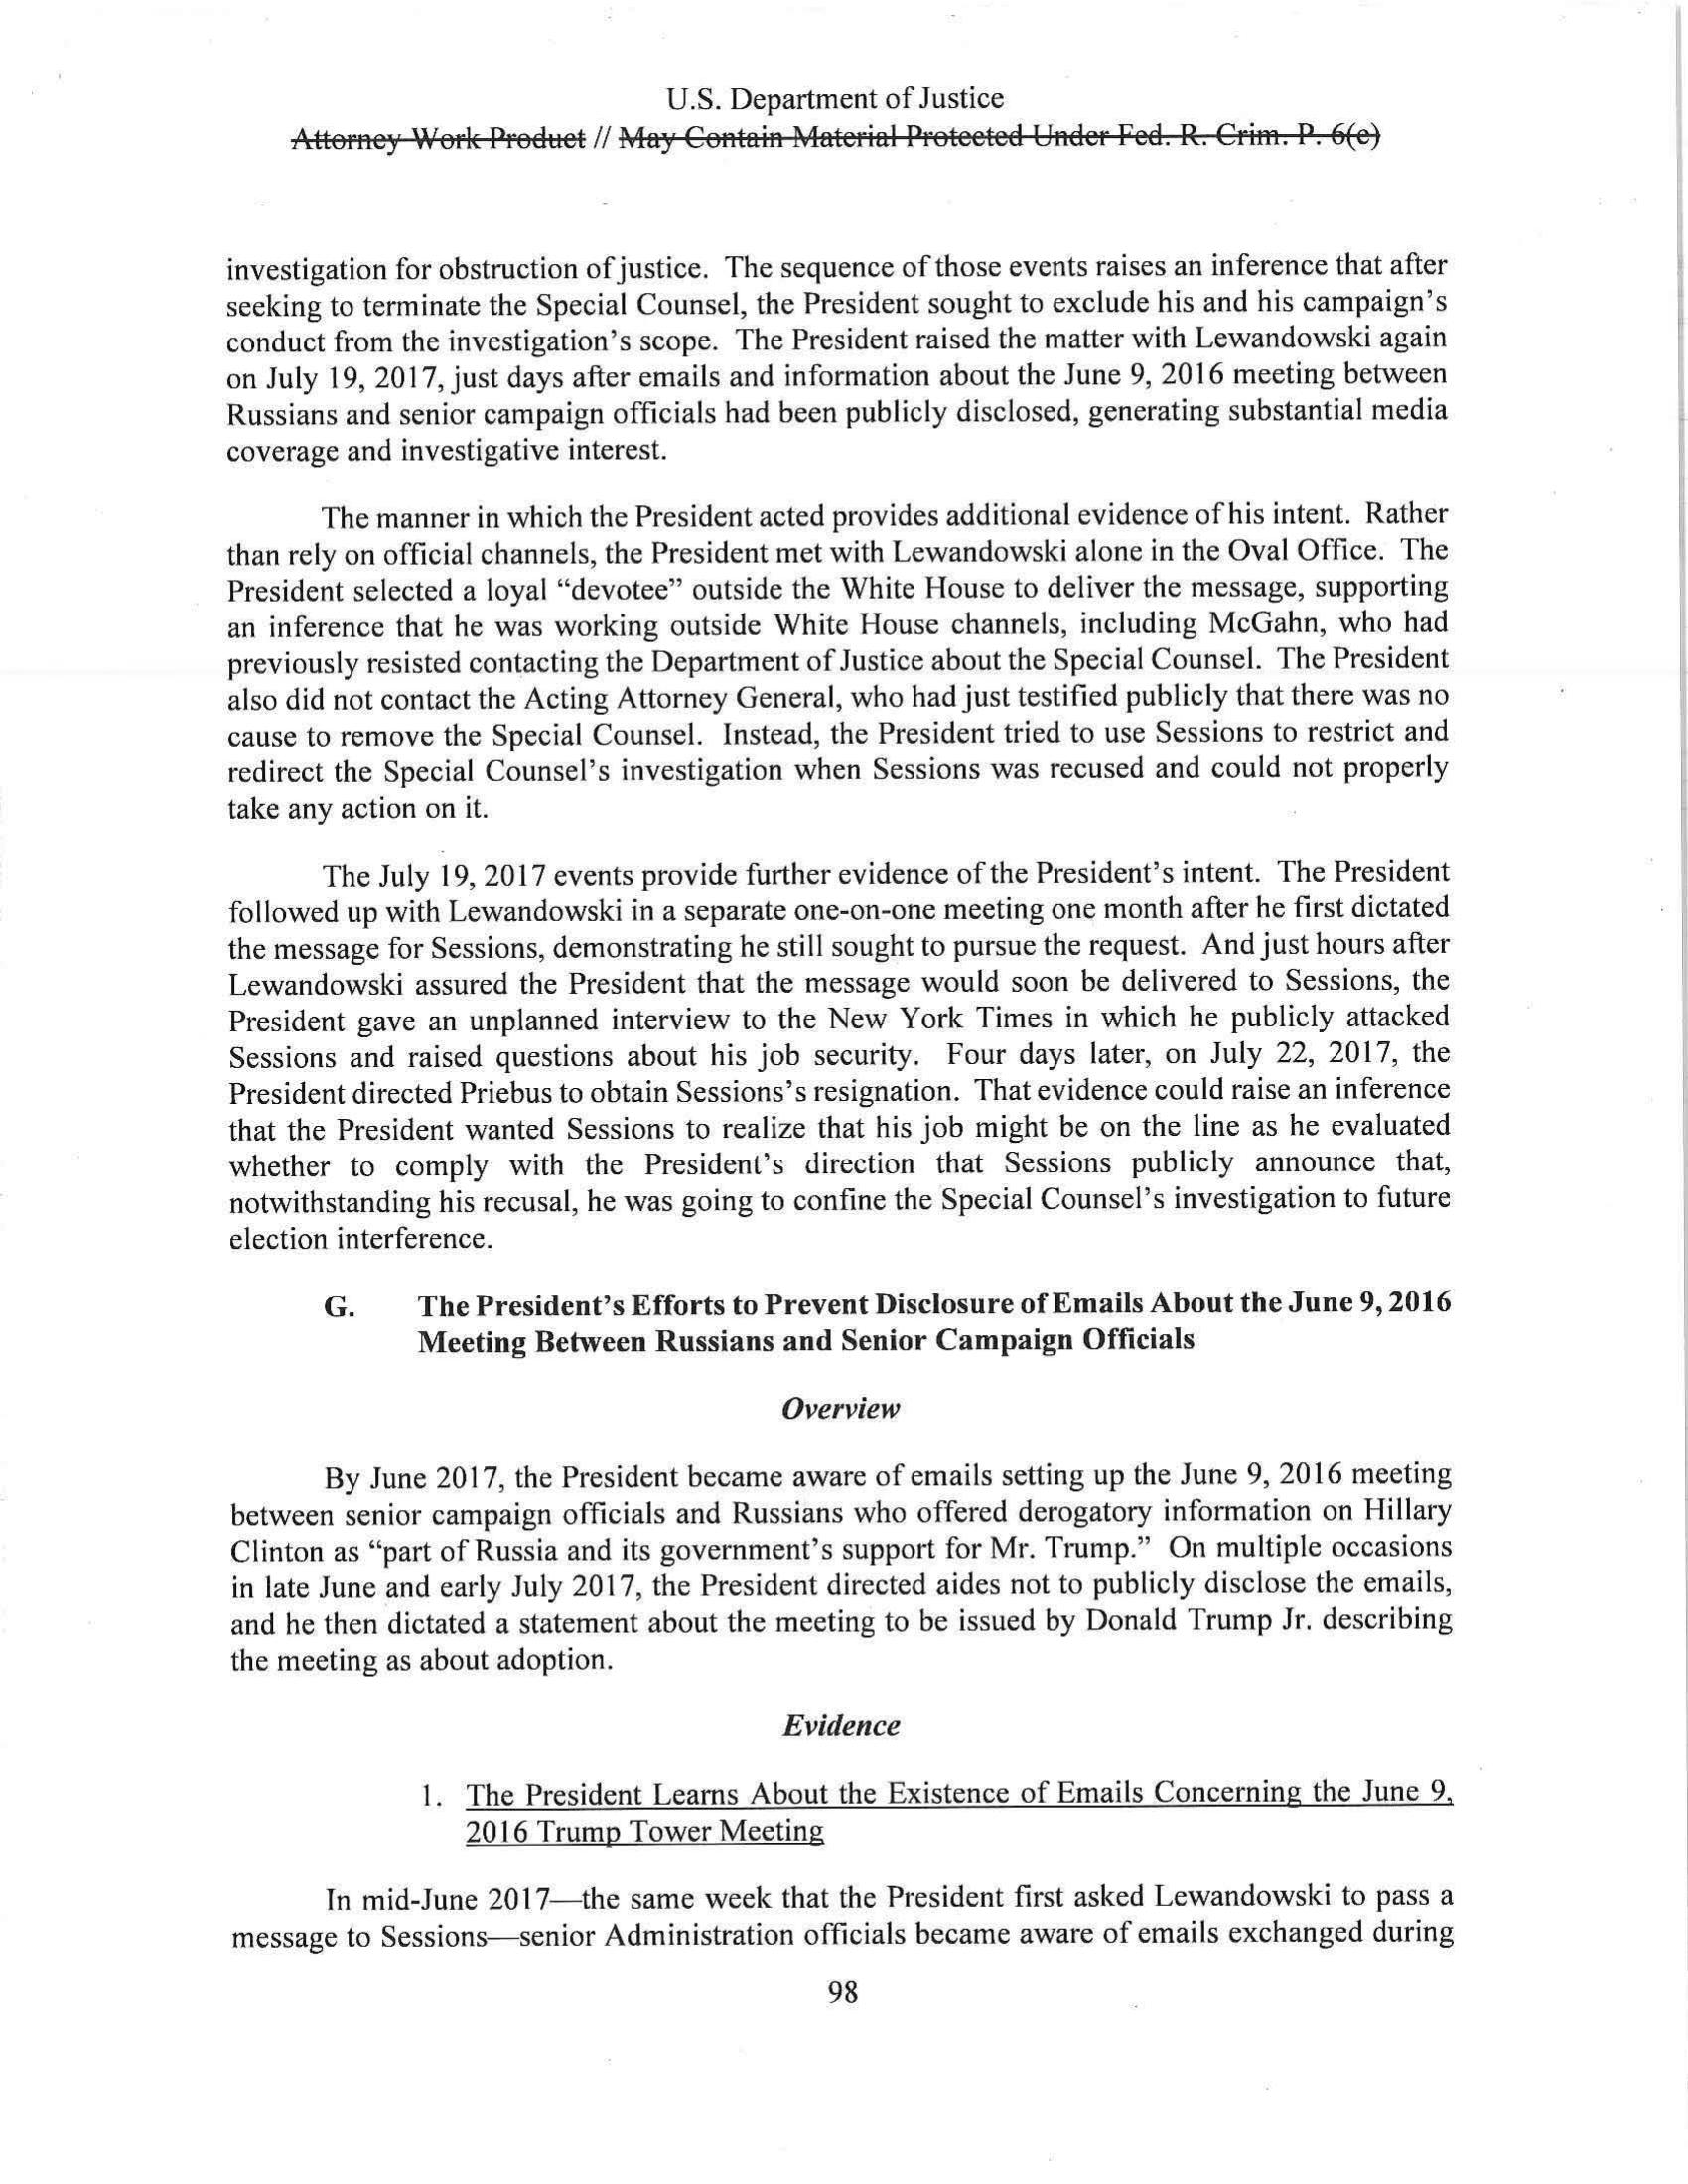 U.S. Department of Justice
Attorney Work Product // May Contain Material Protected Under Fed. R. Crim. P. 6(e)
investigation for obstruction of justice. The sequence of those events raises an inference that after
seeking to terminate the Special Counsel, the President sought to exclude his and his campaign's
conduct from the investigation's scope. The President raised the matter with Lewandowski again
on July 19, 2017, just days after emails and information about the June 9, 2016 meeting between
Russians and senior campaign officials had been publicly disclosed, generating substantial media
coverage and investigative interest.
The manner in which the President acted provides additional evidence of his intent. Rather
than rely on official channels, the President met with Lewandowski alone in the Oval Office. The
President selected a loyal "devotee" outside the White House to deliver the message, supporting
an inference that he was working outside White House channels, including McGahn, who had
previously resisted contacting the Department of Justice about the Special Counsel. The President
also did not contact the Acting Attorney General, who had just testified publicly that there was no
cause to remove the Special Counsel. Instead, the President tried to use Sessions to restrict and
redirect the Special Counsel's investigation when Sessions was recused and could not properly
take any action on it.
The July 19, 2017 events provide further evidence of the President's intent. The President
followed up with Lewandowski in a separate one-on-one meeting one month after he first dictated
the message for Sessions, demonstrating he still sought to pursue the request. And just hours after
Lewandowski assured the President that the message would soon be delivered to Sessions, the
President gave an unplanned interview to the New York Times in which he publicly attacked
Sessions and raised questions about his job security. Four days later, on July 22, 2017, the
President directed Priebus to obtain Sessions's resignation. That evidence could raise an inference
that the President wanted Sessions to realize that his job might be on the line as he evaluated
whether to comply with the President's direction that Sessions publicly announce that,
notwithstanding his recusal, he was going to confine the Special Counsel's investigation to future
election interference.
G. The President's Efforts to Prevent Disclosure of Emails About the June 9, 2016
Meeting Between Russians and Senior Campaign Officials
Overview
By June 2017, the President became aware of emails setting up the June 9, 2016 meeting
between senior campaign officials and Russians who offered derogatory information on Hillary
Clinton as "part of Russia and its government's support for Mr. Trump." On multiple occasions
in late June and early July 2017, the President directed aides not to publicly disclose the emails,
and he then dictated a statement about the meeting to be issued by Donald Trump Jr. describing
the meeting as about adoption.
Evidence
1. The President Learns About the Existence of Emails Concerning the June 9,
2016 Trump Tower Meeting
In mid-June 2017—the same week that the President first asked Lewandowski to pass a
message to Sessions—senior Administration officials became aware of emails exchanged during
98